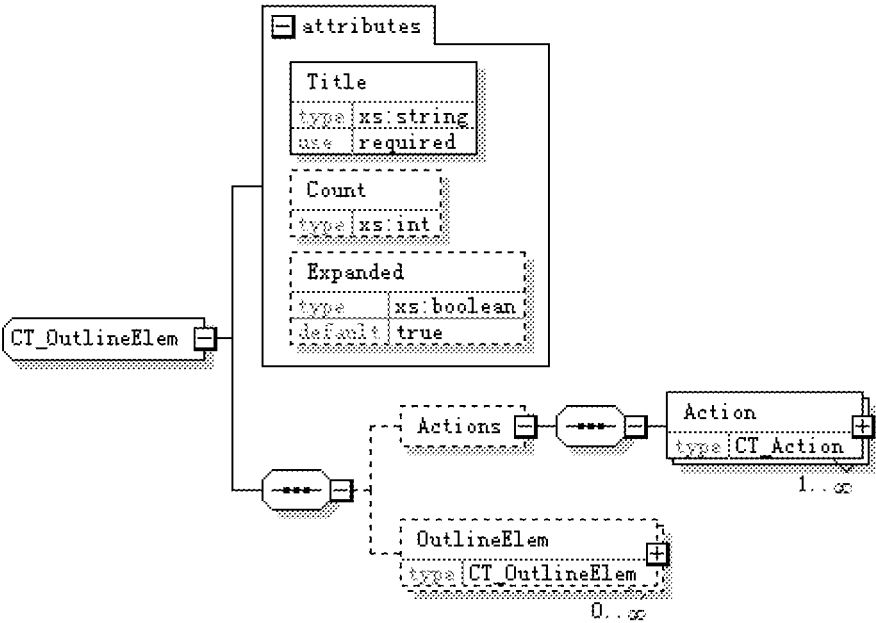 attributes
Title
type xs:string
use required
Count
type xs:int
Expanded
type xs:boolean
default true
CT_OutlineElem
Actions
Action
type CT_Action
1..∞
OutlineElem
type CT_OutlineElem
0..∞